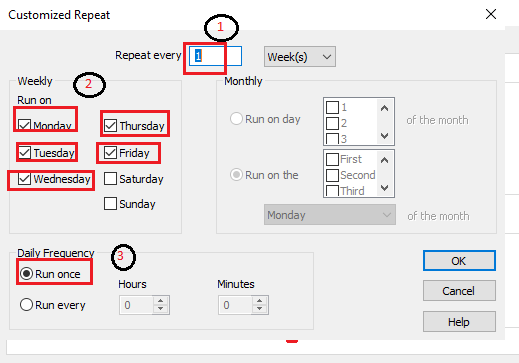 Customized Repeat
1
Repeat every 1 Week(s)
Weekly
2
Run on
Monday
Thursday
Tuesday
Friday
Wednesday
Saturday
Sunday
Monthly
Run on day
1
2
3
of the month
Run on the
First
Second
Third
Monday
of the month
Daily Frequency
3
Run once
Hours
Minutes
Run every
0
0
OK
Cancel
Help